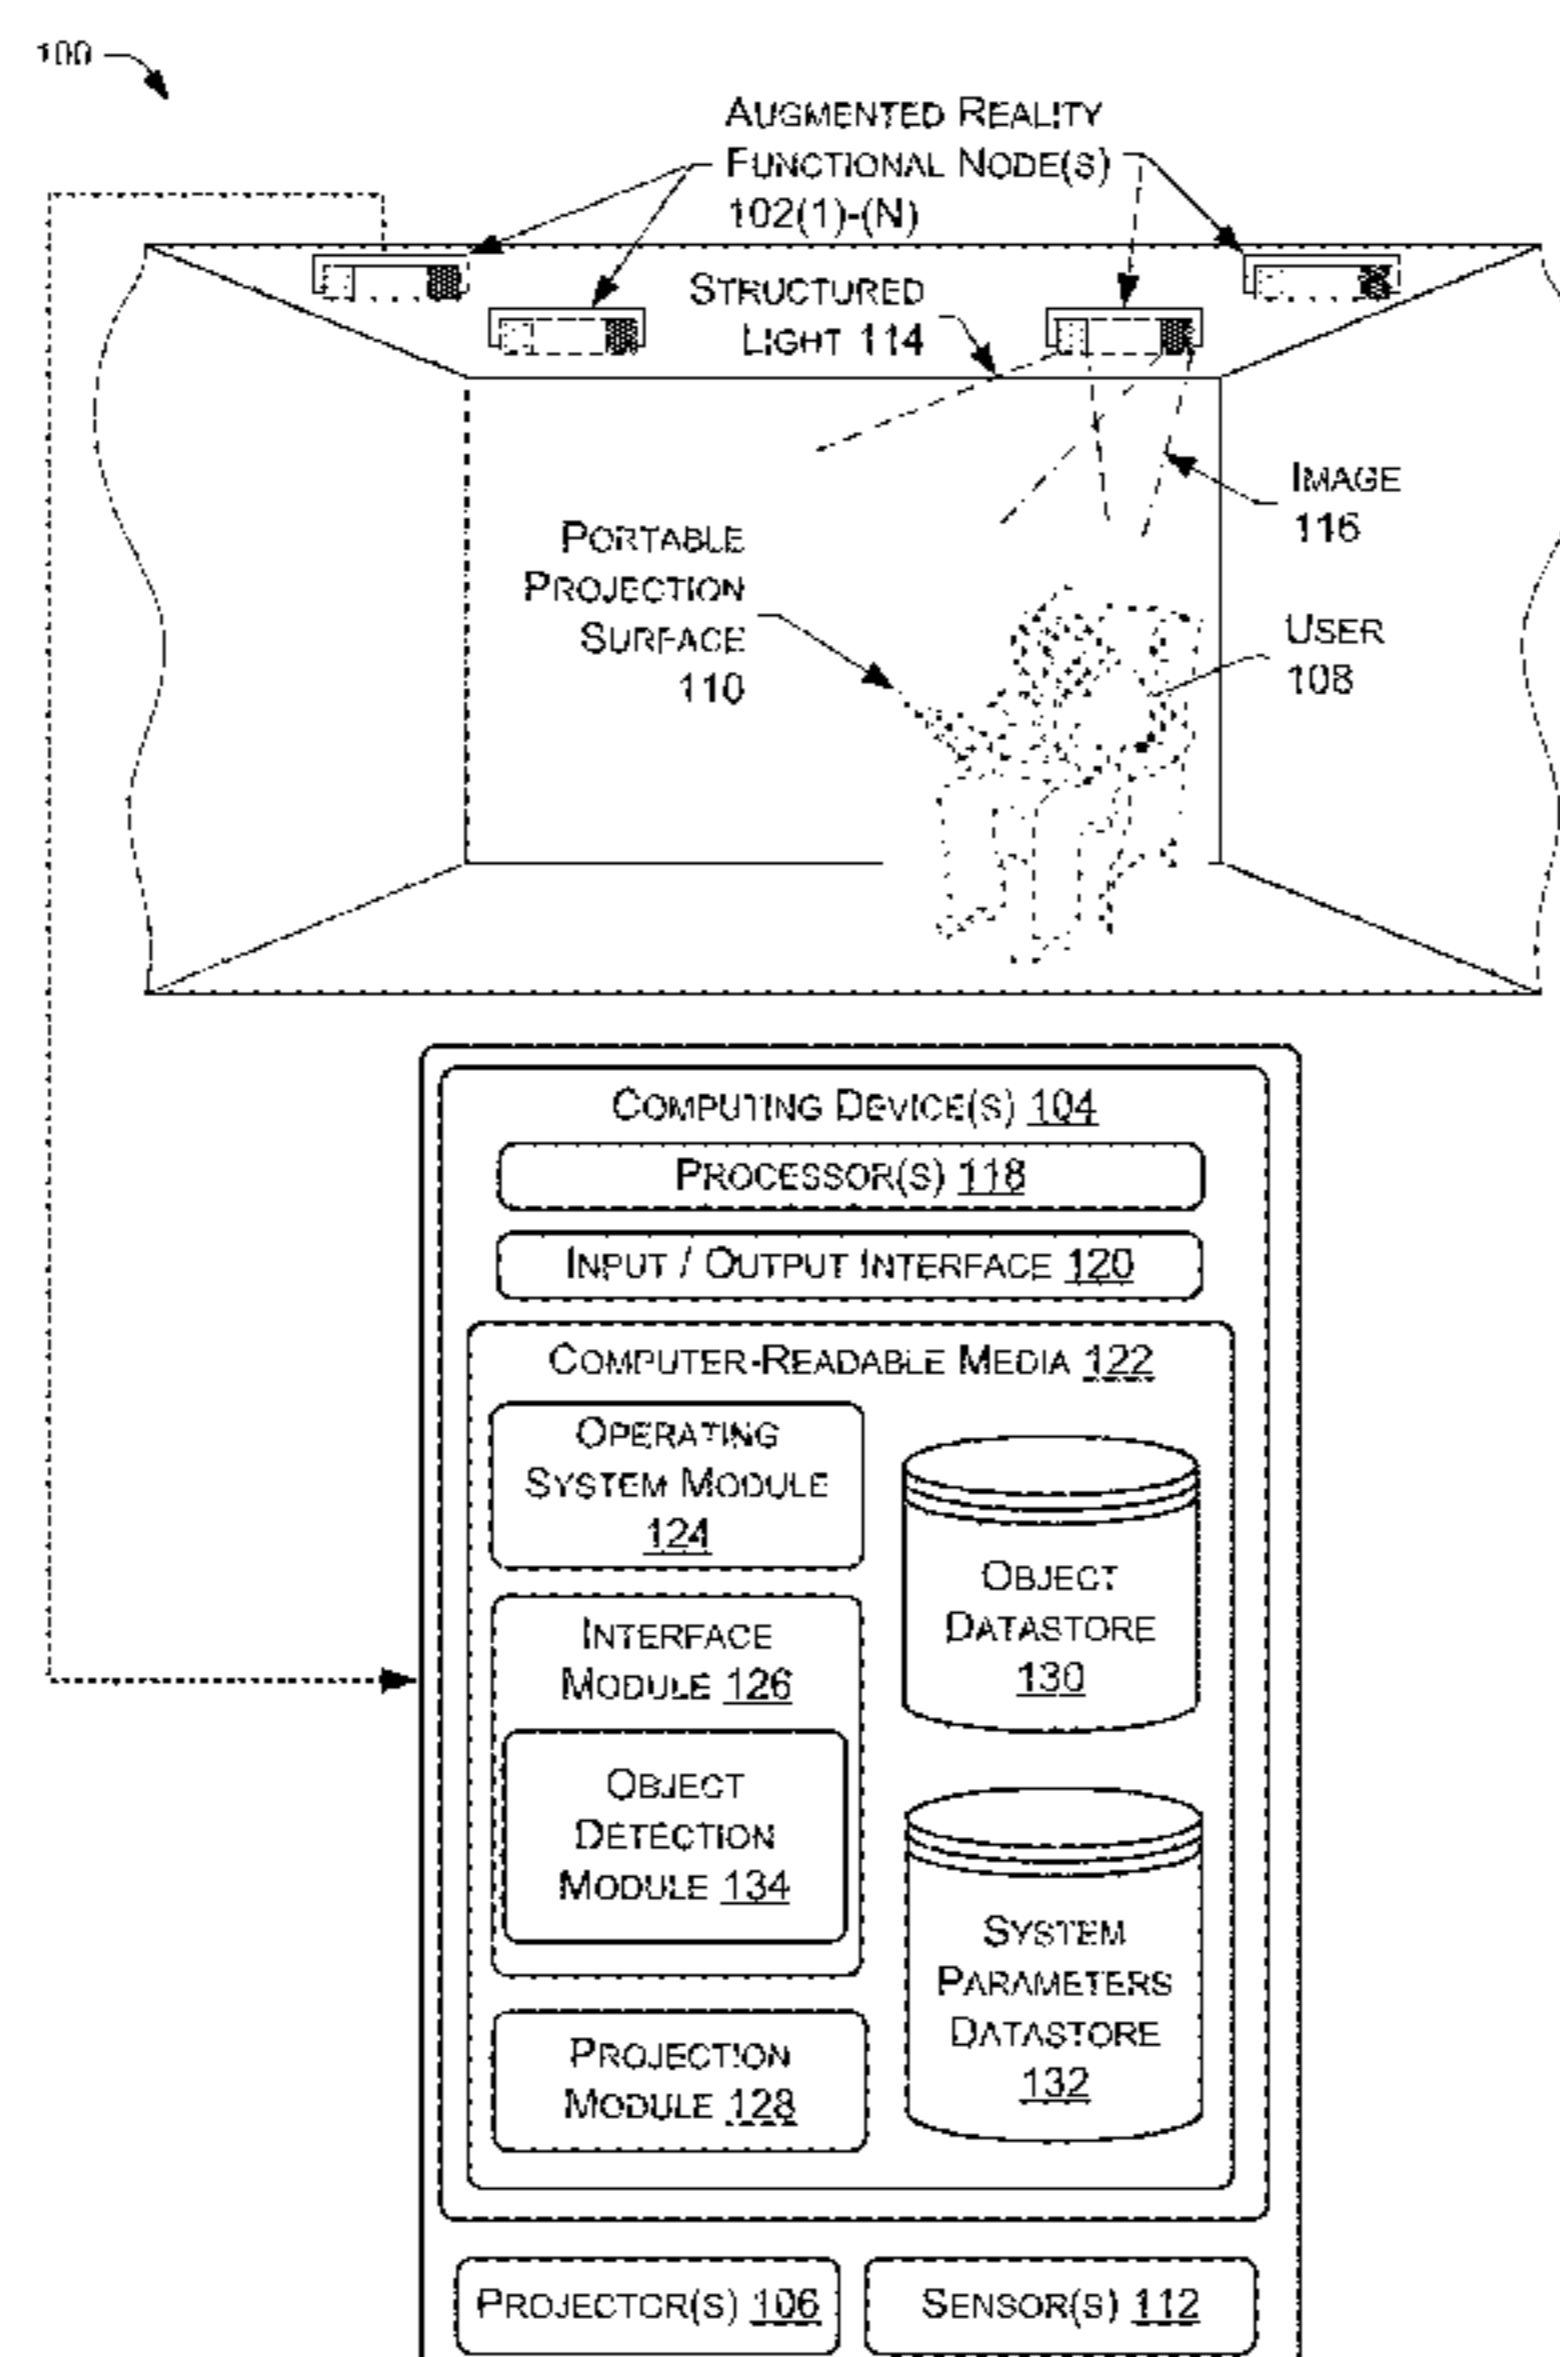 100
AUGMENTED REALITY
FUNCTIONAL NODE(S)
102(1)-(N)
STRUCTURED
LIGHT 114
IMAGE
116
PORTABLE
PROJECTION
SURFACE
110
USER
108
COMPUTING DEVICE(S) 104
PROCESSOR(S) 118
INPUT / OUTPUT INTERFACE 120
COMPUTER-READABLE MEDIA 122
OPERATING
SYSTEM MODULE
124
INTERFACE
MODULE 126
OBJECT
DETECTION
MODULE 134
PROJECTION
MODULE 128
OBJECT
DATASTORE
130
SYSTEM
PARAMETERS
DATASTORE
132
PROJECTOR(S) 106
SENSOR(S) 112